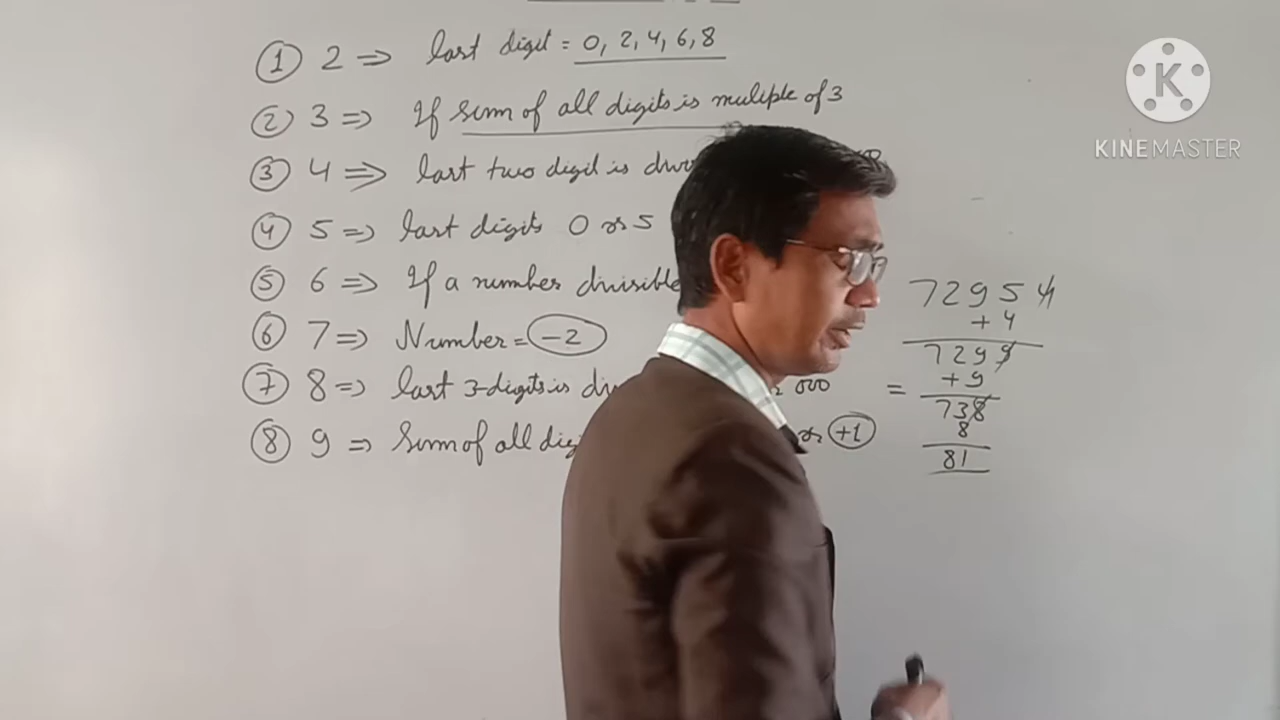 ① 2 ⇒ last digit = 0, 2, 4, 6, 8
② 3 ⇒ If sum of all digits is muliple of 3
③ 4 ⇒ last two digit is
④ 5 ⇒ last digits 0 or 5
⑤ 6 ⇒ If a number divisible
⑥ 7 ⇒ Number = -2
⑦ 8 ⇒ last 3-digits is 000
⑧ 9 ⇒ Sum of all or +1
72954
+ 4
7299
= + 9
738
8
81
K
KINEMASTER